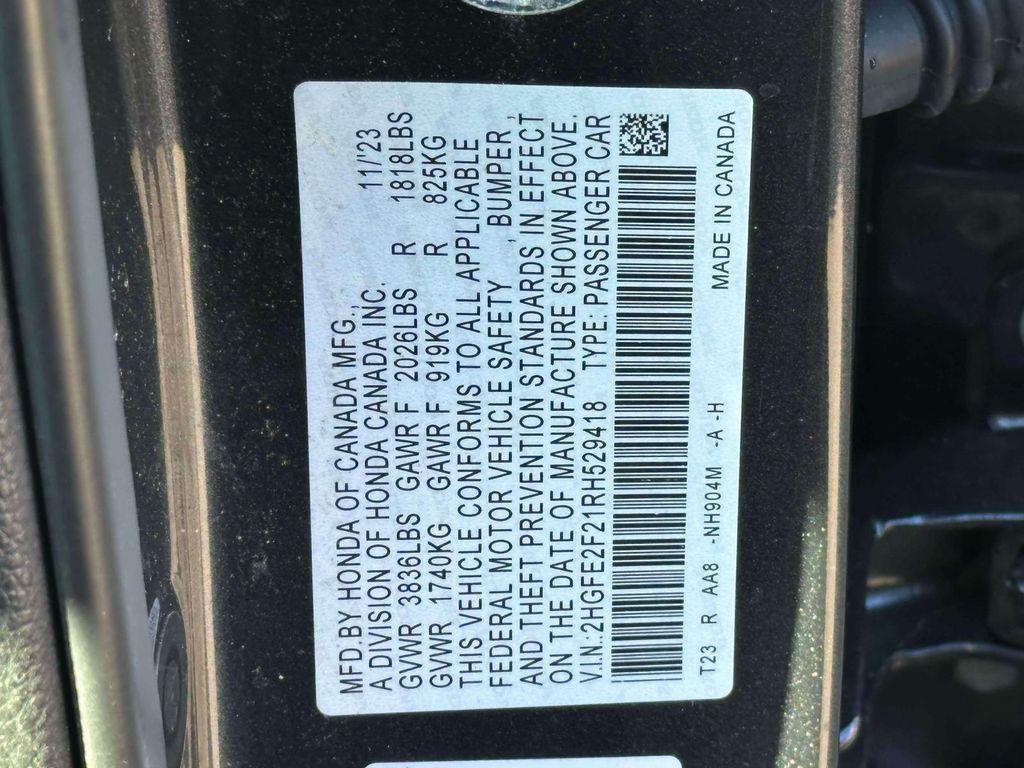 MFD.BY HONDA OF CANADA MFG., 11/'23
A DIVISION OF HONDA CANADA INC.
GVWR 3836LBS GAWR F 2026LBS R 1818LBS
GVWR 1740KG GAWR F 919KG R 825KG
THIS VEHICLE CONFORMS TO ALL APPLICABLE
FEDERAL MOTOR VEHICLE SAFETY , BUMPER ,
AND THEFT PREVENTION STANDARDS IN EFFECT
ON THE DATE OF MANUFACTURE SHOWN ABOVE.
V.I.N.:2HGFE2F21RH529418 TYPE: PASSENGER CAR
T23 R AA8 -NH904M -A -H MADE IN CANADA